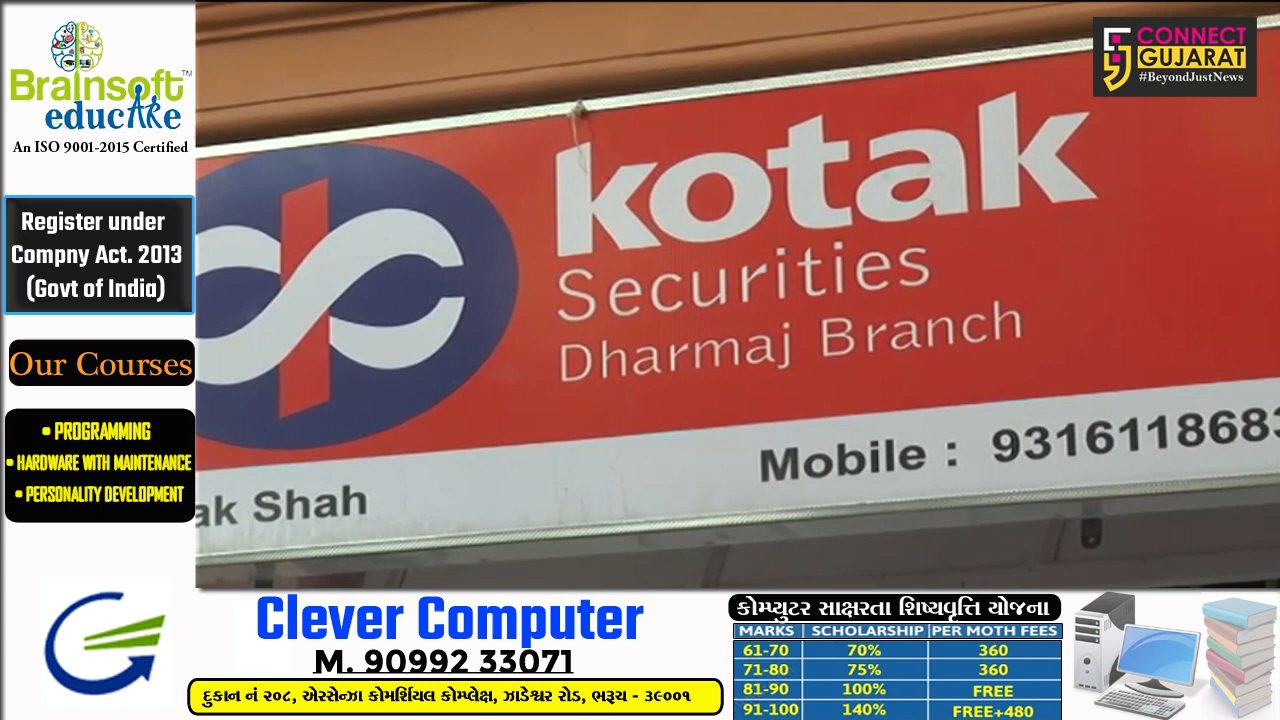 Brainsoft™
educare
An ISO 9001-2015 Certified
Register under
Compny Act. 2013
(Govt of India)
Our Courses
• PROGRAMMING
• HARDWARE WITH MAINTENANCE
• PERSONALITY DEVELOPMENT
CONNECT
GUJARAT
#BeyondJustNews
kotak
Securities
Dharmaj Branch
Mobile : 9316118683
ak Shah
Clever Computer
M. 90992 33071
દુકાન નં ૨૦૮, એરસેન્ઝા કોમર્શિયલ કોમ્પ્લેક્ષ, ઝાડેશ્વર રોડ, ભરૂચ - ૩૯૦૦૧
કોમ્પ્યુટર સાક્ષરતા શિષ્યવૃત્તિ યોજના
MARKS SCHOLARSHIP PER MOTH FEES
61-70 70% 360
71-80 75% 360
81-90 100% FREE
91-100 140% FREE+480